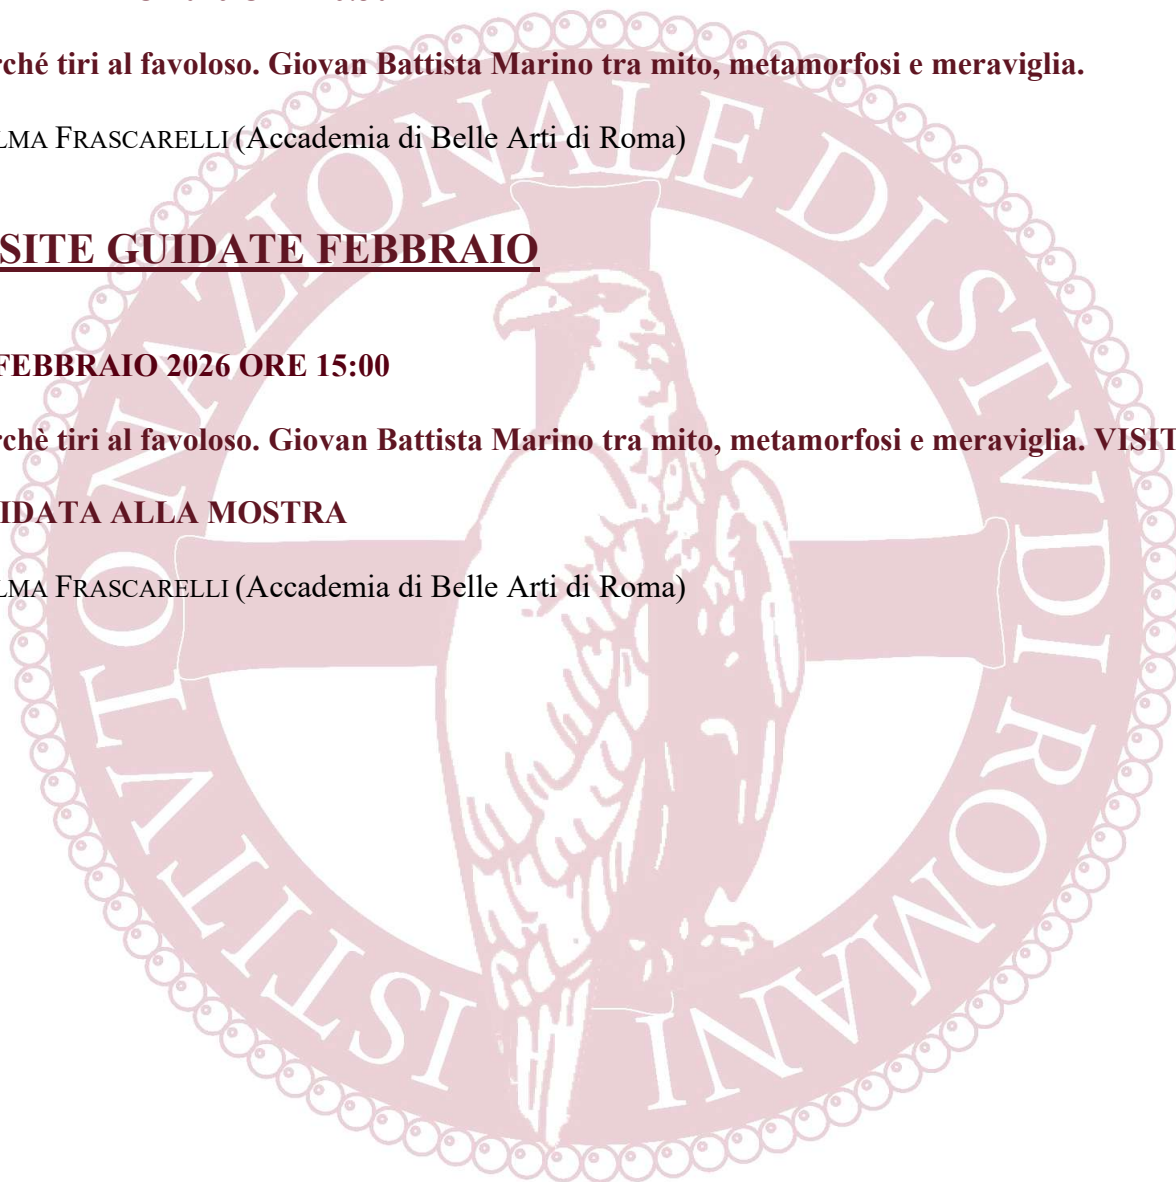 rché tiri al favoloso. Giovan Battista Marino tra mito, metamorfosi e meraviglia.
LMA FRASCARELLI (Accademia di Belle Arti di Roma)
SITE GUIDATE FEBBRAIO
FEBBRAIO 2026 ORE 15:00
rchè tiri al favoloso. Giovan Battista Marino tra mito, metamorfosi e meraviglia. VISIT
IDATA ALLA MOSTRA
LMA FRASCARELLI (Accademia di Belle Arti di Roma)
ISTITVTO NAZIONALE DI STVDI ROMANI